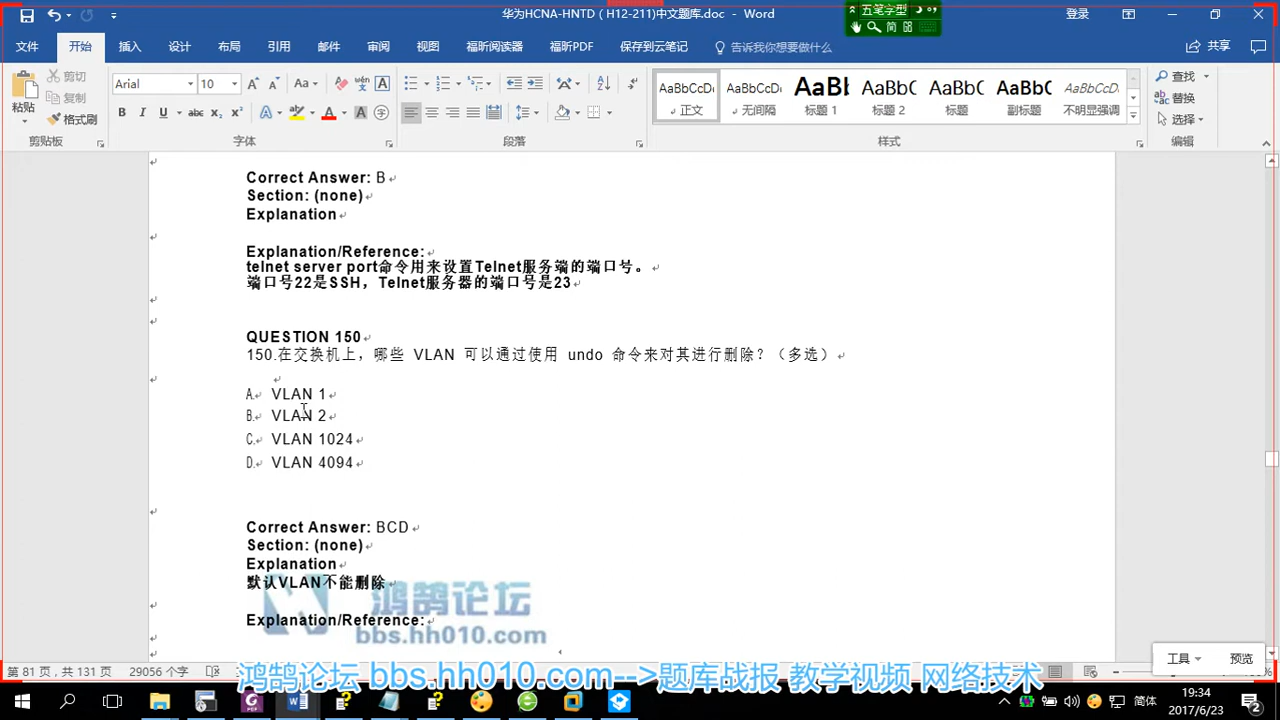 华为HCNA-HNTD（H12-211)中文题库.doc - Word
五笔字型
简
登录
文件 开始 插入 设计 布局 引用 邮件 审阅 视图 福昕阅读器 福昕PDF 保存到云笔记 告诉我你想要做什么 共享
粘贴 剪切 复制 格式刷
Arial 10
AaBbCcDı AaBbCcDı AaBl AaBbC AaBbC AaBbC AaBbCcDı
正文 无间隔 标题 1 标题 2 标题 副标题 不明显强调
查找 替换 选择
剪贴板 字体 段落 样式 编辑
Correct Answer: B
Section: (none)
Explanation
Explanation/Reference:
telnet server port命令用来设置Telnet服务端的端口号。
端口号22是SSH，Telnet服务器的端口号是23
QUESTION 150
150.在交换机上，哪些 VLAN 可以通过使用 undo 命令来对其进行删除？（多选）
A. VLAN 1
B. VLAN 2
C. VLAN 1024
D. VLAN 4094
Correct Answer: BCD
Section: (none)
Explanation
默认VLAN不能删除
鸿鹄论坛
Explanation/Reference:
bbs.hh010.com
工具 预览
第 81 页，共 131 页 29056 个字
鸿鹄论坛 bbs.hh010.com-->题库战报 教学视频 网络技术
简体
19:34
2017/6/23